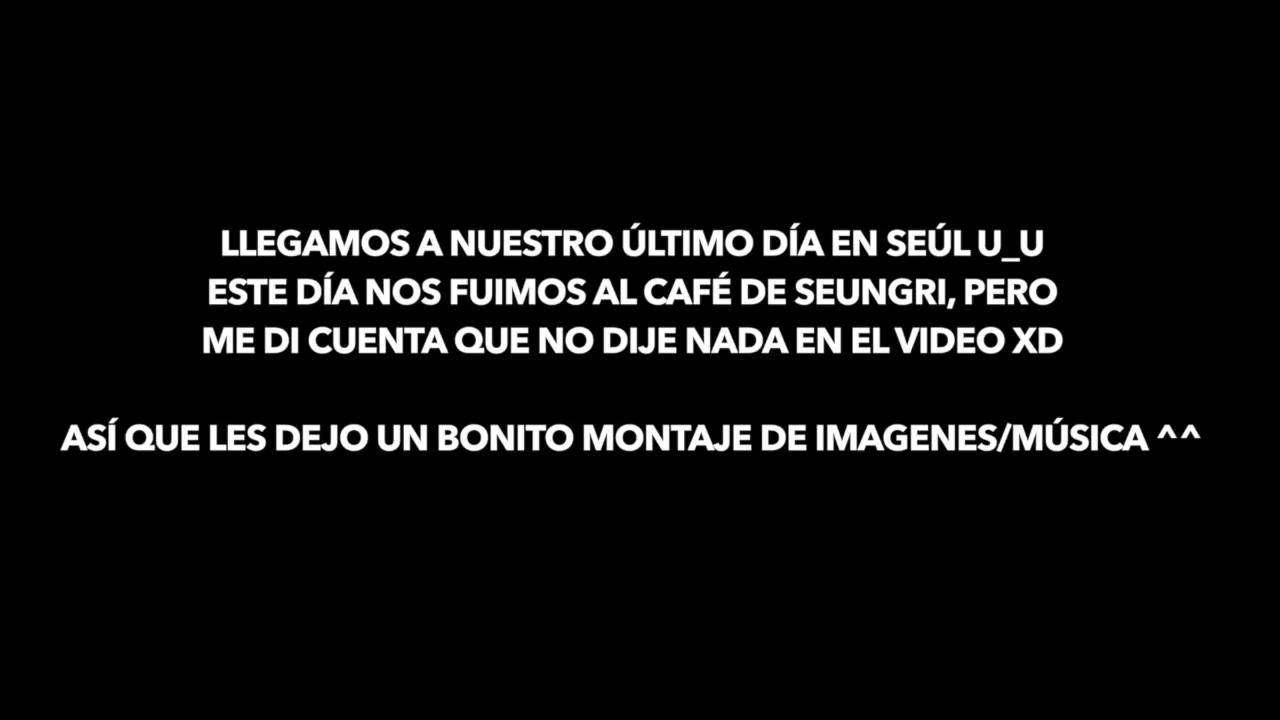 LLEGAMOS A NUESTRO ÚLTIMO DÍA EN SEÚL U_U
ESTE DÍA NOS FUIMOS AL CAFÉ DE SEUNGRI, PERO
ME DI CUENTA QUE NO DIJE NADA EN EL VIDEO XD
ASÍ QUE LES DEJO UN BONITO MONTAJE DE IMAGENES/MÚSICA ^^